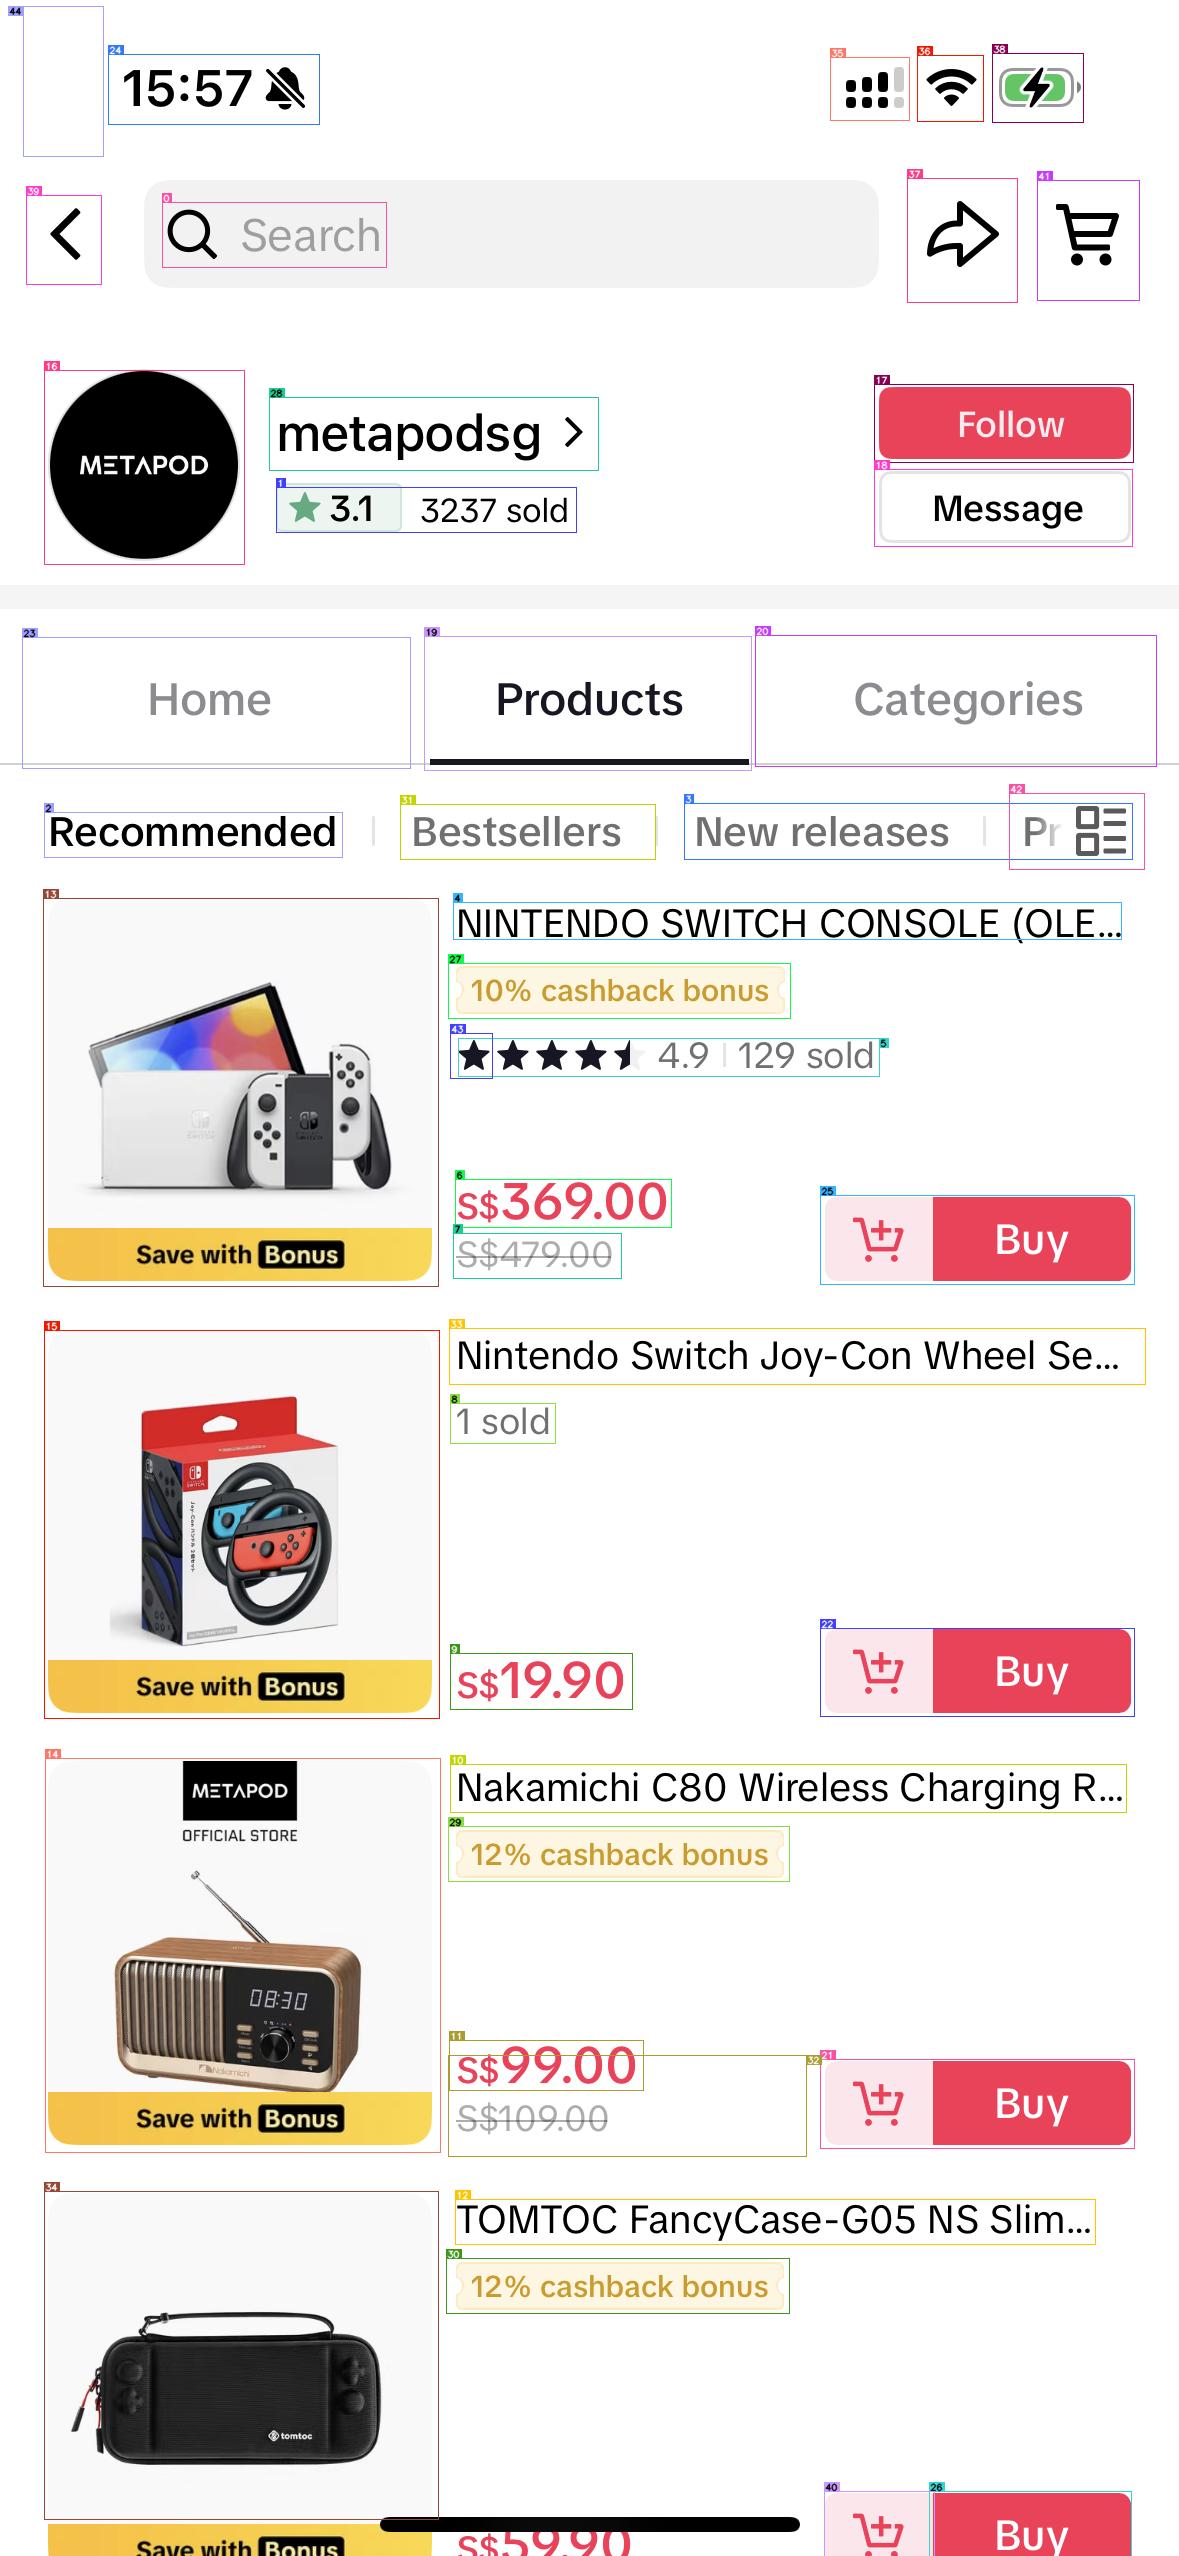 15:57
Search
METAPOD
metapodsg
3.1 3237 sold
Follow
Message
Home Products Categories
Recommended Bestsellers New releases Pr
NINTENDO SWITCH CONSOLE (OLE...
10% cashback bonus
4.9 129 sold
S$369.00
S$479.00
Buy
Save with Bonus
Nintendo Switch Joy-Con Wheel Se...
1 sold
S$19.90
Buy
Save with Bonus
METAPOD
OFFICIAL STORE
08:30
Nakamichi
Nakamichi C80 Wireless Charging R...
12% cashback bonus
S$99.00
S$109.00
Buy
Save with Bonus
TOMTOC FancyCase-G05 NS Slim...
12% cashback bonus
tomtoc
S$59.90
Buy
Save with Bonus